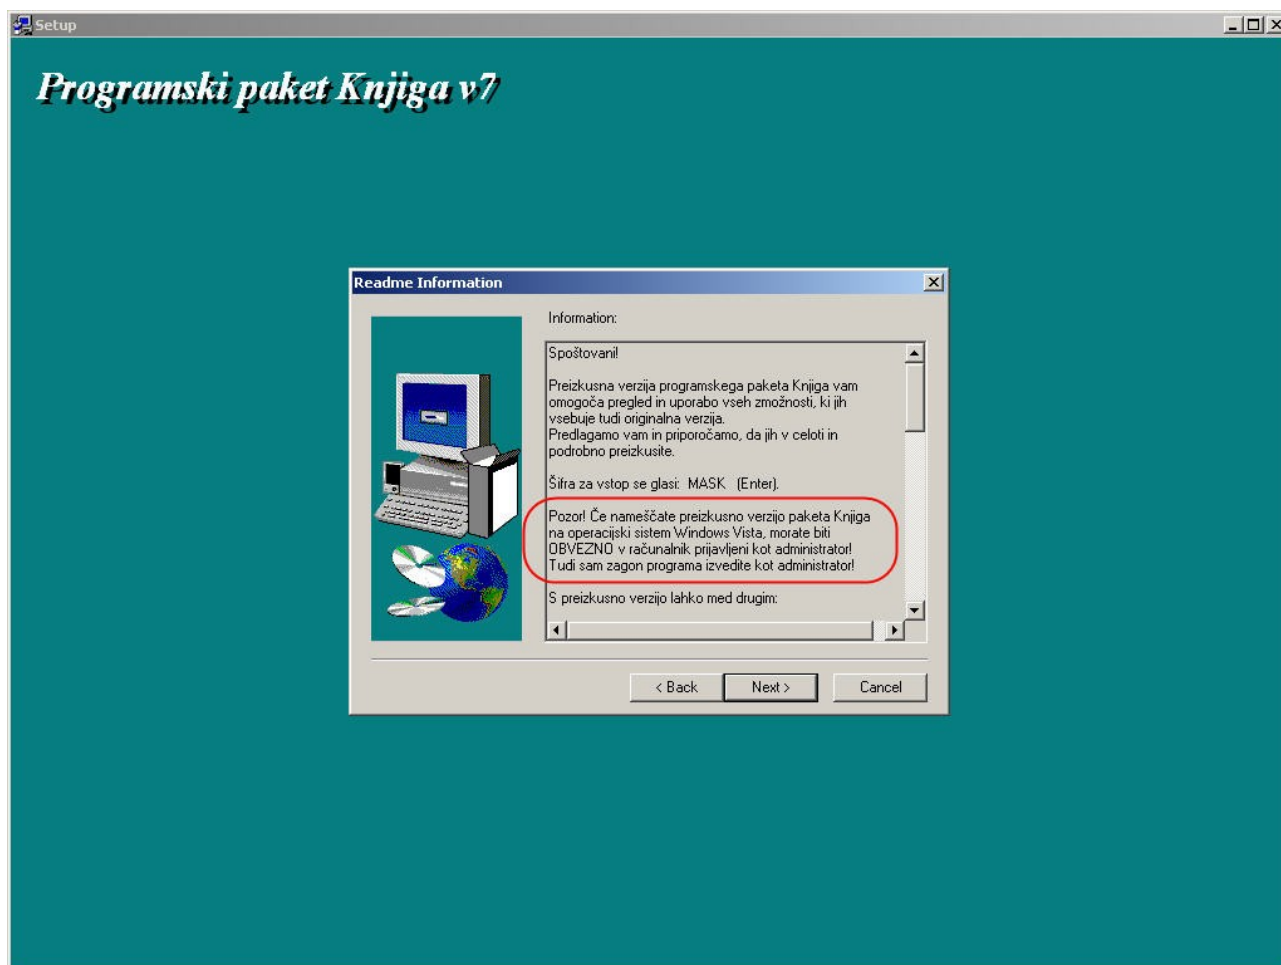 Setup
Programski paket Knjiga v7
Readme Information
Information:
Spoštovani!
Preizkusna verzija programskega paketa Knjiga vam
omogoča pregled in uporabo vseh zmožnosti, ki jih
vsebuje tudi originalna verzija.
Predlagamo vam in priporočamo, da jih v celoti in
podrobno preizkusite.
Šifra za vstop se glasi:  MASK   (Enter).
Pozor! Če nameščate preizkusno verzijo paketa Knjiga
na operacijski sistem Windows Vista, morate biti
OBVEZNO v računalnik prijavljeni kot administrator!
Tudi sam zagon programa izvedite kot administrator!
S preizkusno verzijo lahko med drugim:
< Back
Next >
Cancel